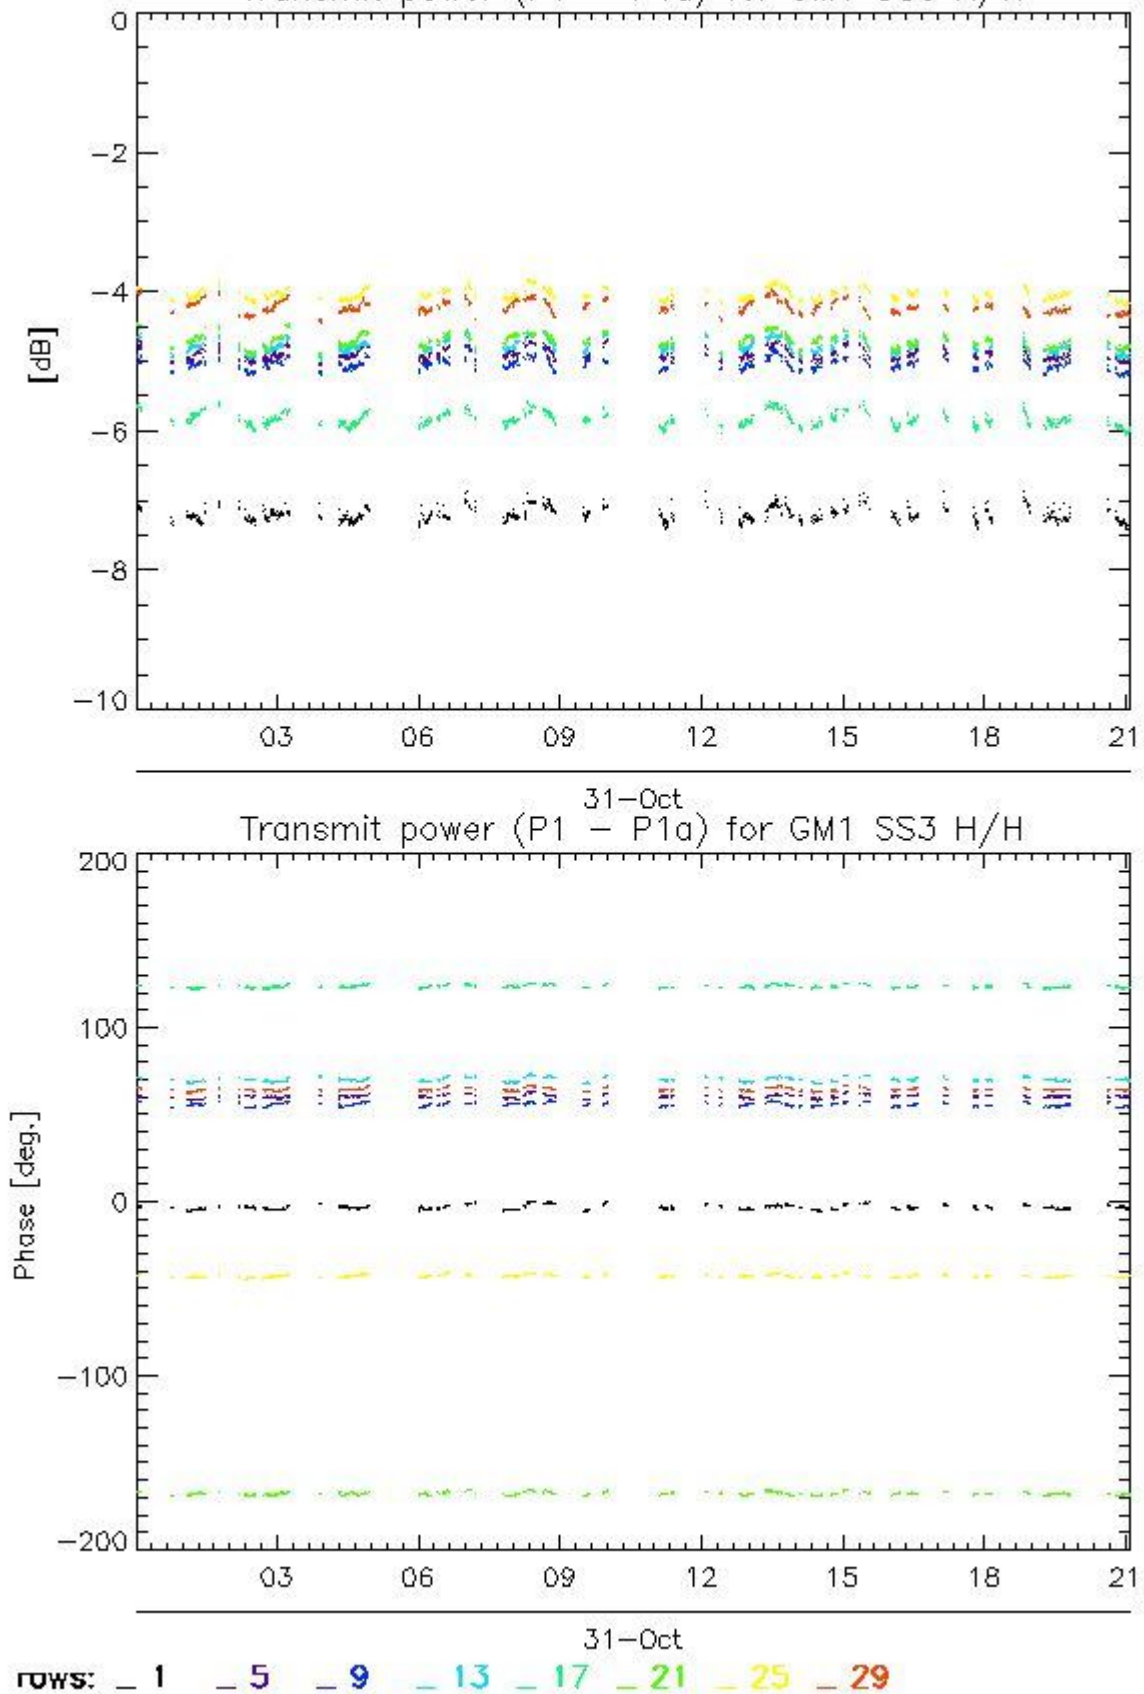 0
-2
-4
-6
-8
-10
[dB]
03 06 09 12 15 18 21
31-Oct
Transmit power (P1 - P1a) for GM1 SS3 H/H
200
100
0
-100
-200
Phase [deg.]
03 06 09 12 15 18 21
31-Oct
rows: _ 1 _ 5 _ 9 _ 13 _ 17 _ 21 _ 25 _ 29